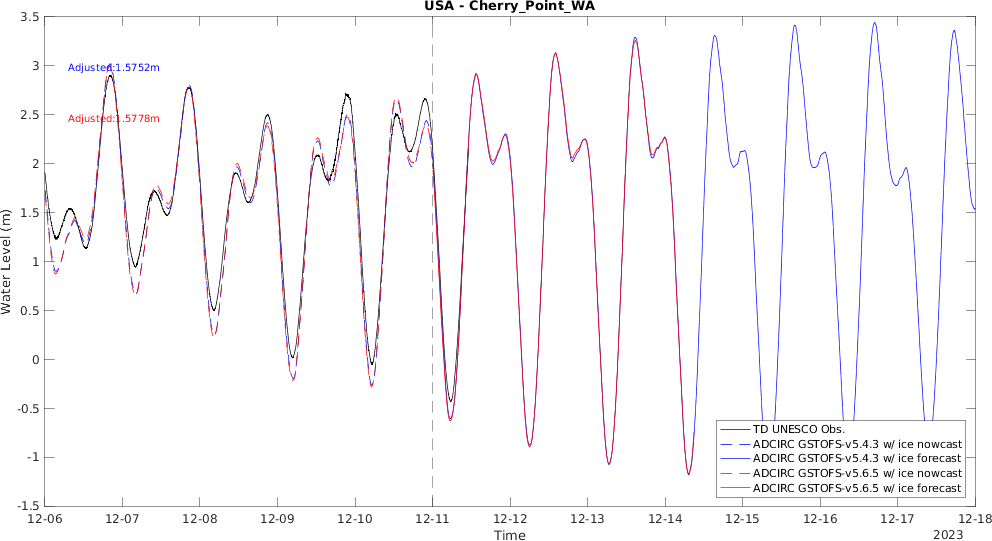 USA - Cherry_Point_WA
3.5
3
2.5
2
1.5
1
0.5
0
-0.5
-1
-1.5
Water Level (m)
Adjusted:1.5752m
Adjusted:1.5778m
TD UNESCO Obs.
ADCIRC GSTOFS-v5.4.3 w/ ice nowcast
ADCIRC GSTOFS-v5.4.3 w/ ice forecast
ADCIRC GSTOFS-v5.6.5 w/ ice nowcast
ADCIRC GSTOFS-v5.6.5 w/ ice forecast
12-06 12-07 12-08 12-09 12-10 12-11 12-12 12-13 12-14 12-15 12-16 12-17 12-18
Time
2023